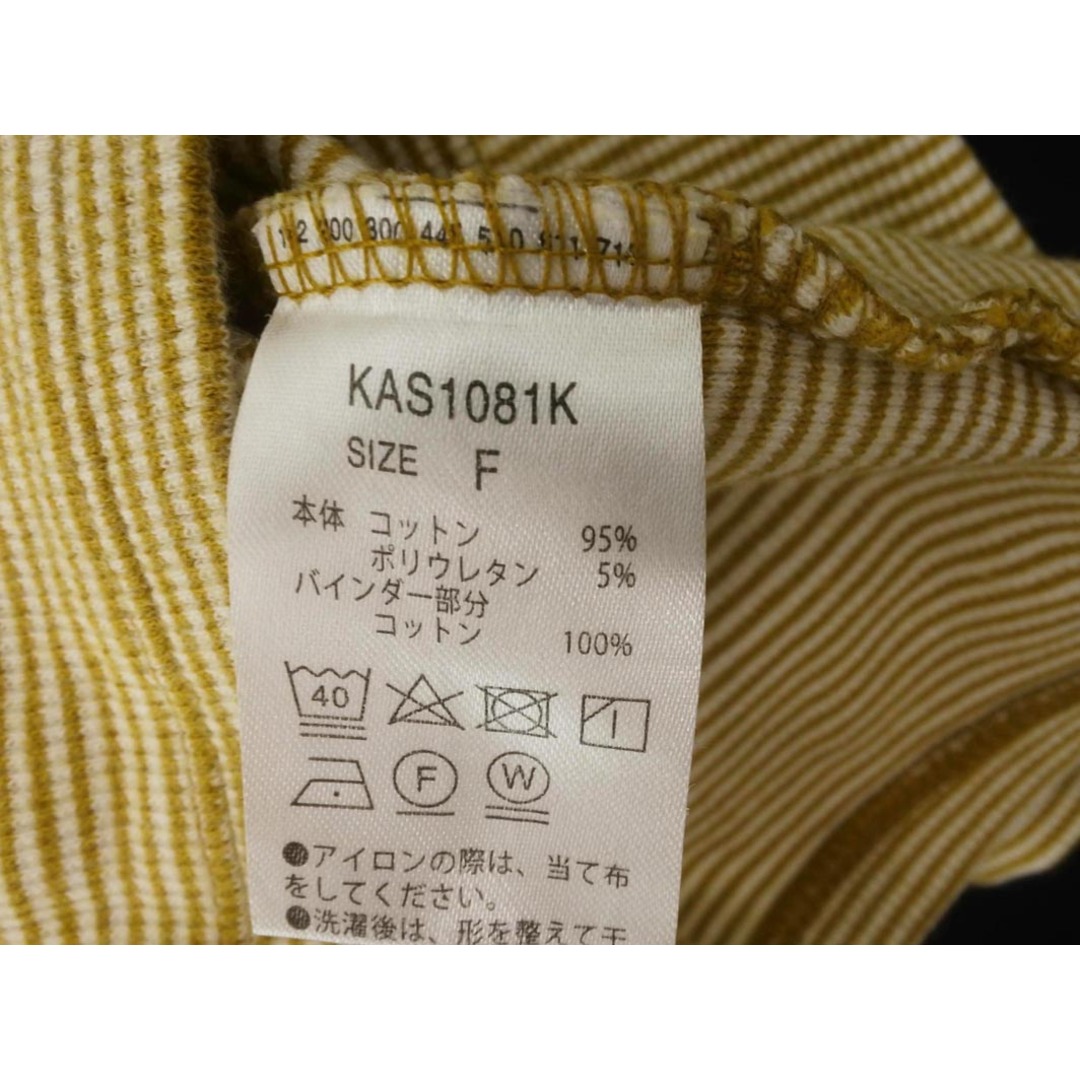 KAS1081K
SIZE F
本体 コットン 95%
ポリウレタン 5%
バインダー部分
コットン 100%
40
F W
●アイロンの際は、当て布
をしてください。
●洗濯後は、形を整えて